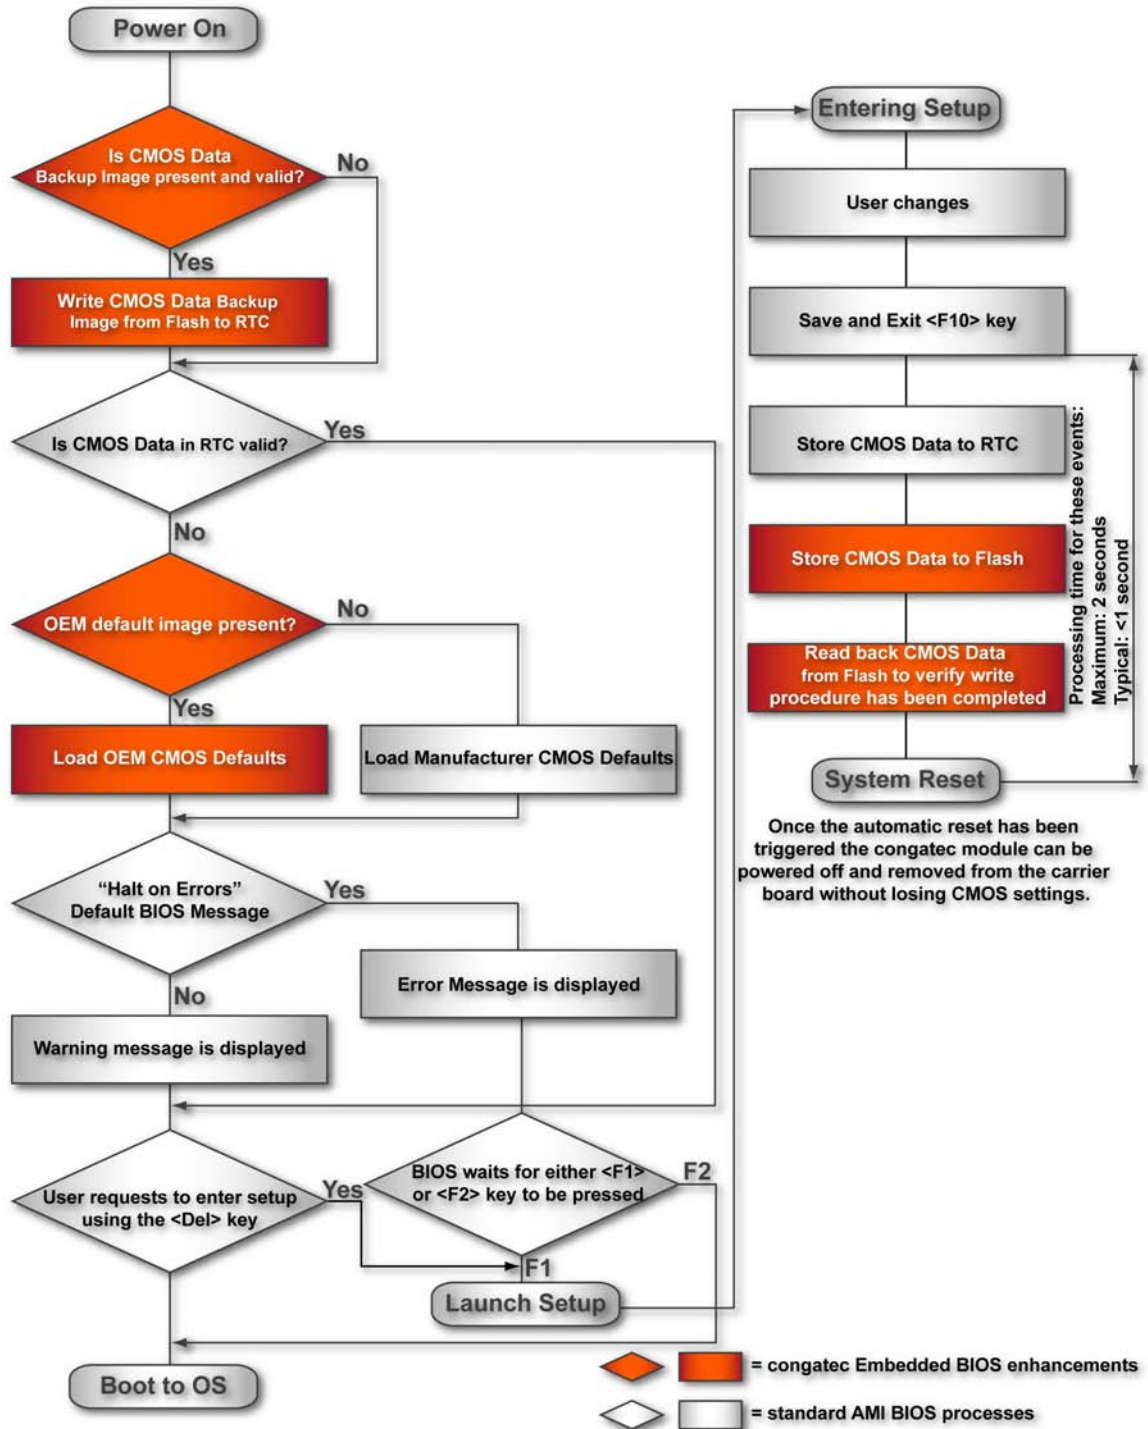 Power On
Is CMOS Data
Backup Image present and valid?
No
Yes
Write CMOS Data Backup
Image from Flash to RTC
Is CMOS Data in RTC valid?
Yes
No
OEM default image present?
No
Yes
Load OEM CMOS Defaults
Load Manufacturer CMOS Defaults
“Halt on Errors”
Default BIOS Message
Yes
No
Error Message is displayed
Warning message is displayed
User requests to enter setup
using the <Del> key
Yes
BIOS waits for either <F1>
or <F2> key to be pressed
F2
F1
Launch Setup
Boot to OS
Entering Setup
User changes
Save and Exit <F10> key
Store CMOS Data to RTC
Store CMOS Data to Flash
Read back CMOS Data
from Flash to verify write
procedure has been completed
Processing time for these events:
Maximum: 2 seconds
Typical: <1 second
System Reset
Once the automatic reset has been
triggered the congatec module can be
powered off and removed from the carrier
board without losing CMOS settings.
= congatec Embedded BIOS enhancements
= standard AMI BIOS processes